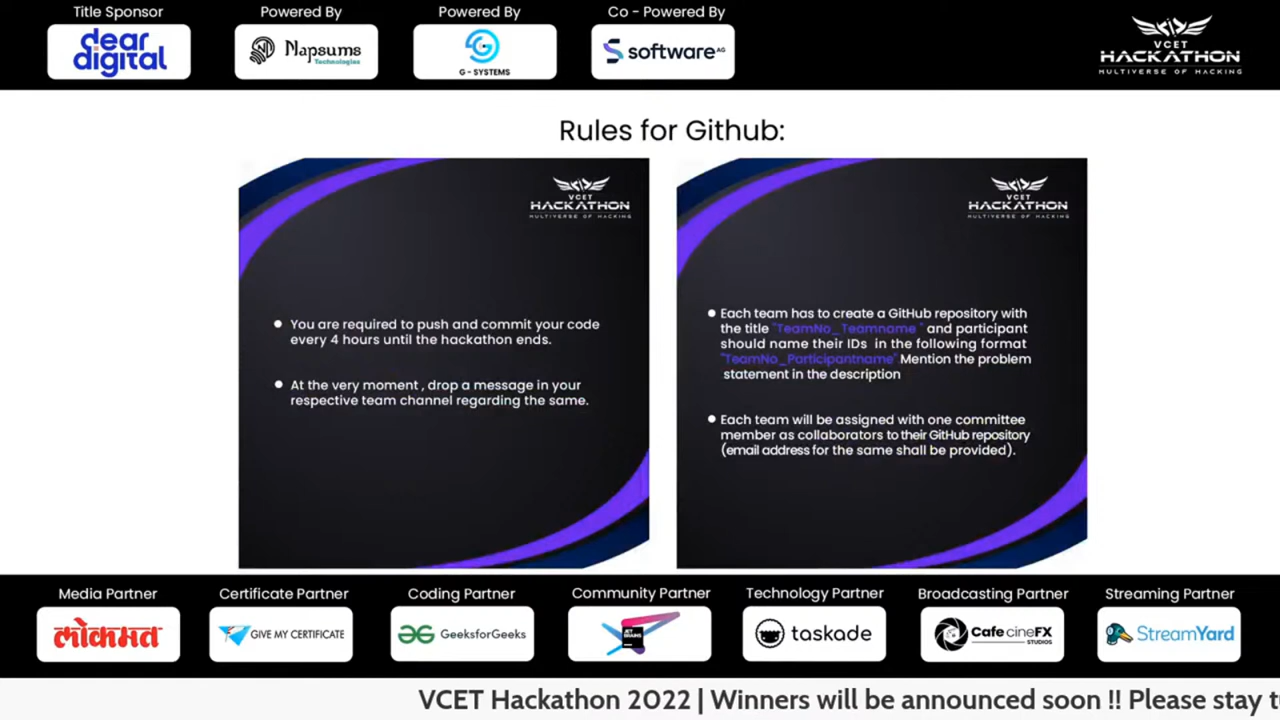 Title Sponsor
dear
digital
Powered By
Napsums
Technologies
Powered By
G - SYSTEMS
Co - Powered By
software AG
VCET
HACKATHON
MULTIVERSE OF HACKING
Rules for Github:
VCET
HACKATHON
MULTIVERSE OF HACKING
You are required to push and commit your code
every 4 hours until the hackathon ends.
At the very moment , drop a message in your
respective team channel regarding the same.
VCET
HACKATHON
MULTIVERSE OF HACKING
Each team has to create a GitHub repository with
the title "TeamNo_Teamname " and participant
should name their IDs in the following format
"TeamNo_Participantname" Mention the problem
statement in the description
Each team will be assigned with one committee
member as collaborators to their GitHub repository
(email address for the same shall be provided).
Media Partner
लोकमत
Certificate Partner
GIVE MY CERTIFICATE
Coding Partner
GeeksforGeeks
Community Partner
JET
BRAINS
Technology Partner
taskade
Broadcasting Partner
Cafe cineFX
STUDIOS
Streaming Partner
StreamYard
VCET Hackathon 2022 | Winners will be announced soon !! Please stay t